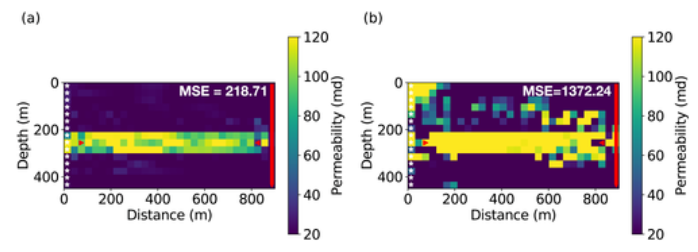 (a)
(b)
MSE = 218.71
MSE=1372.24
0
200
400
Depth (m)
0
200
400
600
800
Distance (m)
120
100
80
60
40
20
Permeability (md)
0
200
400
Depth (m)
0
200
400
600
800
Distance (m)
120
100
80
60
40
20
Permeability (md)